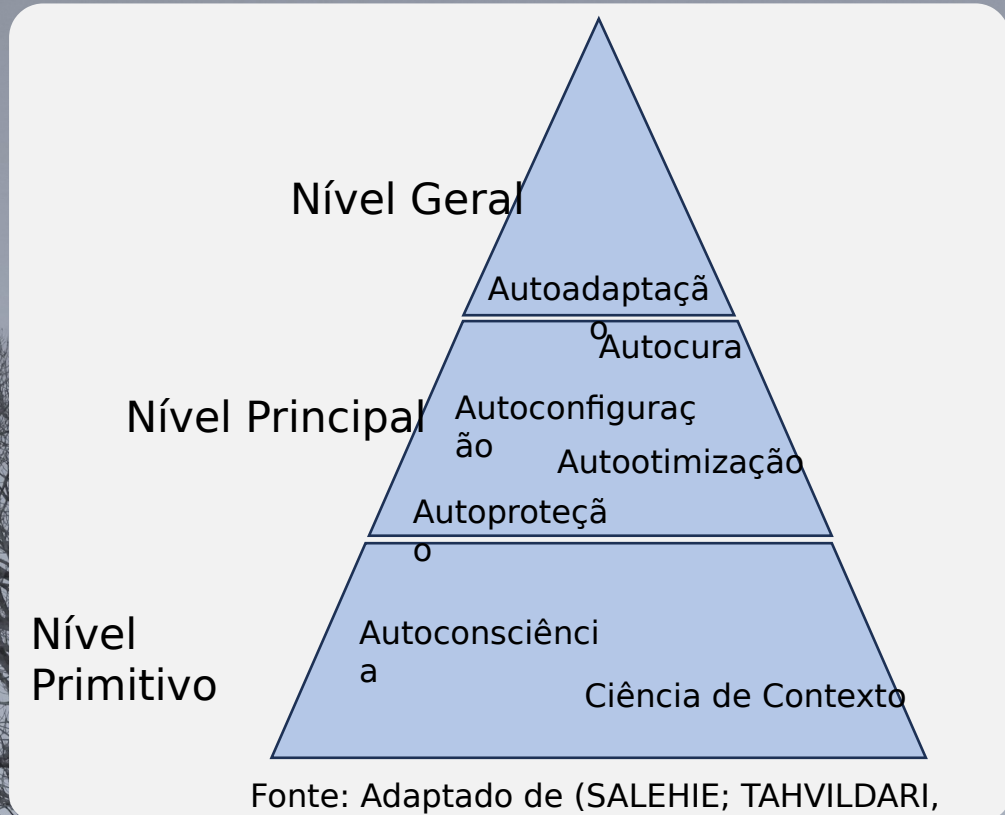 Nível Geral
Autoadaptaçã
o
Autocura
Nível Principal
Autoconfiguraç
ão
Autootimização
Autoproteçã
o
Nível
Primitivo
Autoconsciênci
a
Ciência de Contexto
Fonte: Adaptado de (SALEHIE; TAHVILDARI,